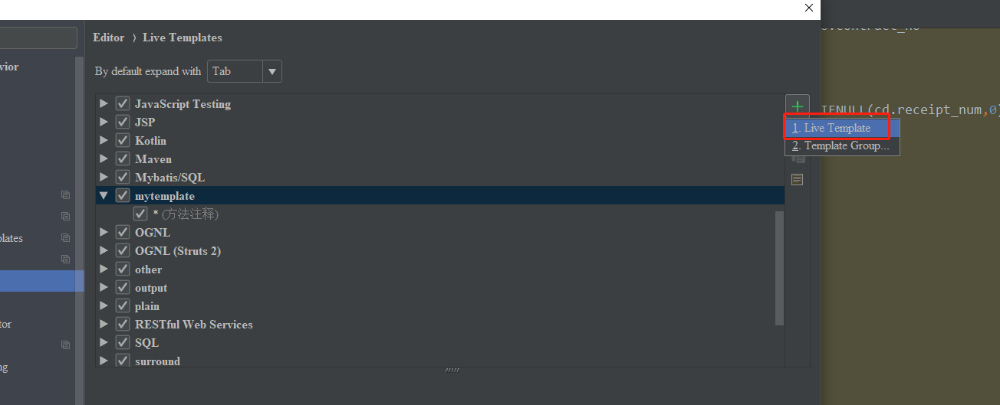 Editor › Live Templates
By default expand with Tab
JavaScript Testing
JSP
Kotlin
Maven
Mybatis/SQL
mytemplate
* (方法注释)
OGNL
OGNL (Struts 2)
other
output
plain
RESTful Web Services
SQL
surround
1. Live Template
2. Template Group...
vior
plates
tor
ng
IFNULL(cd.receipt_num,0)